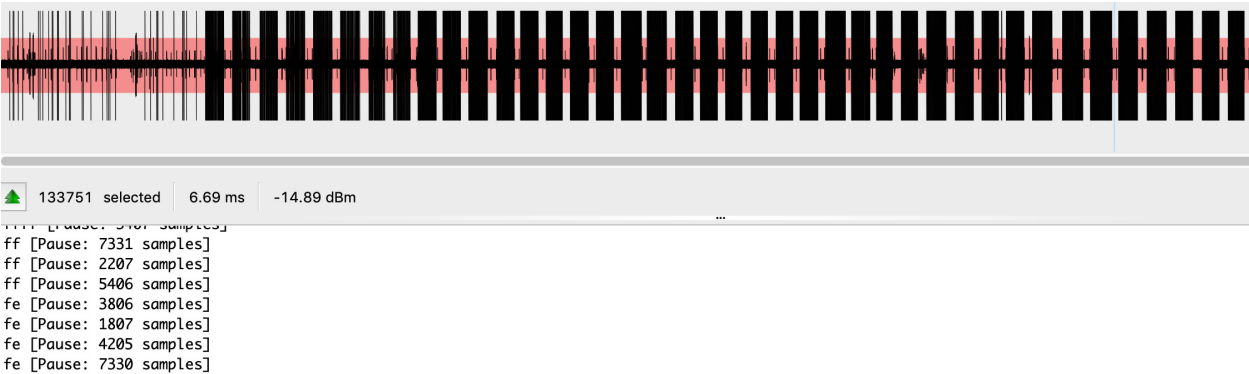 133751 selected 6.69 ms -14.89 dBm
ff [Pause: 7331 samples]
ff [Pause: 2207 samples]
ff [Pause: 5406 samples]
fe [Pause: 3806 samples]
fe [Pause: 1807 samples]
fe [Pause: 4205 samples]
fe [Pause: 7330 samples]